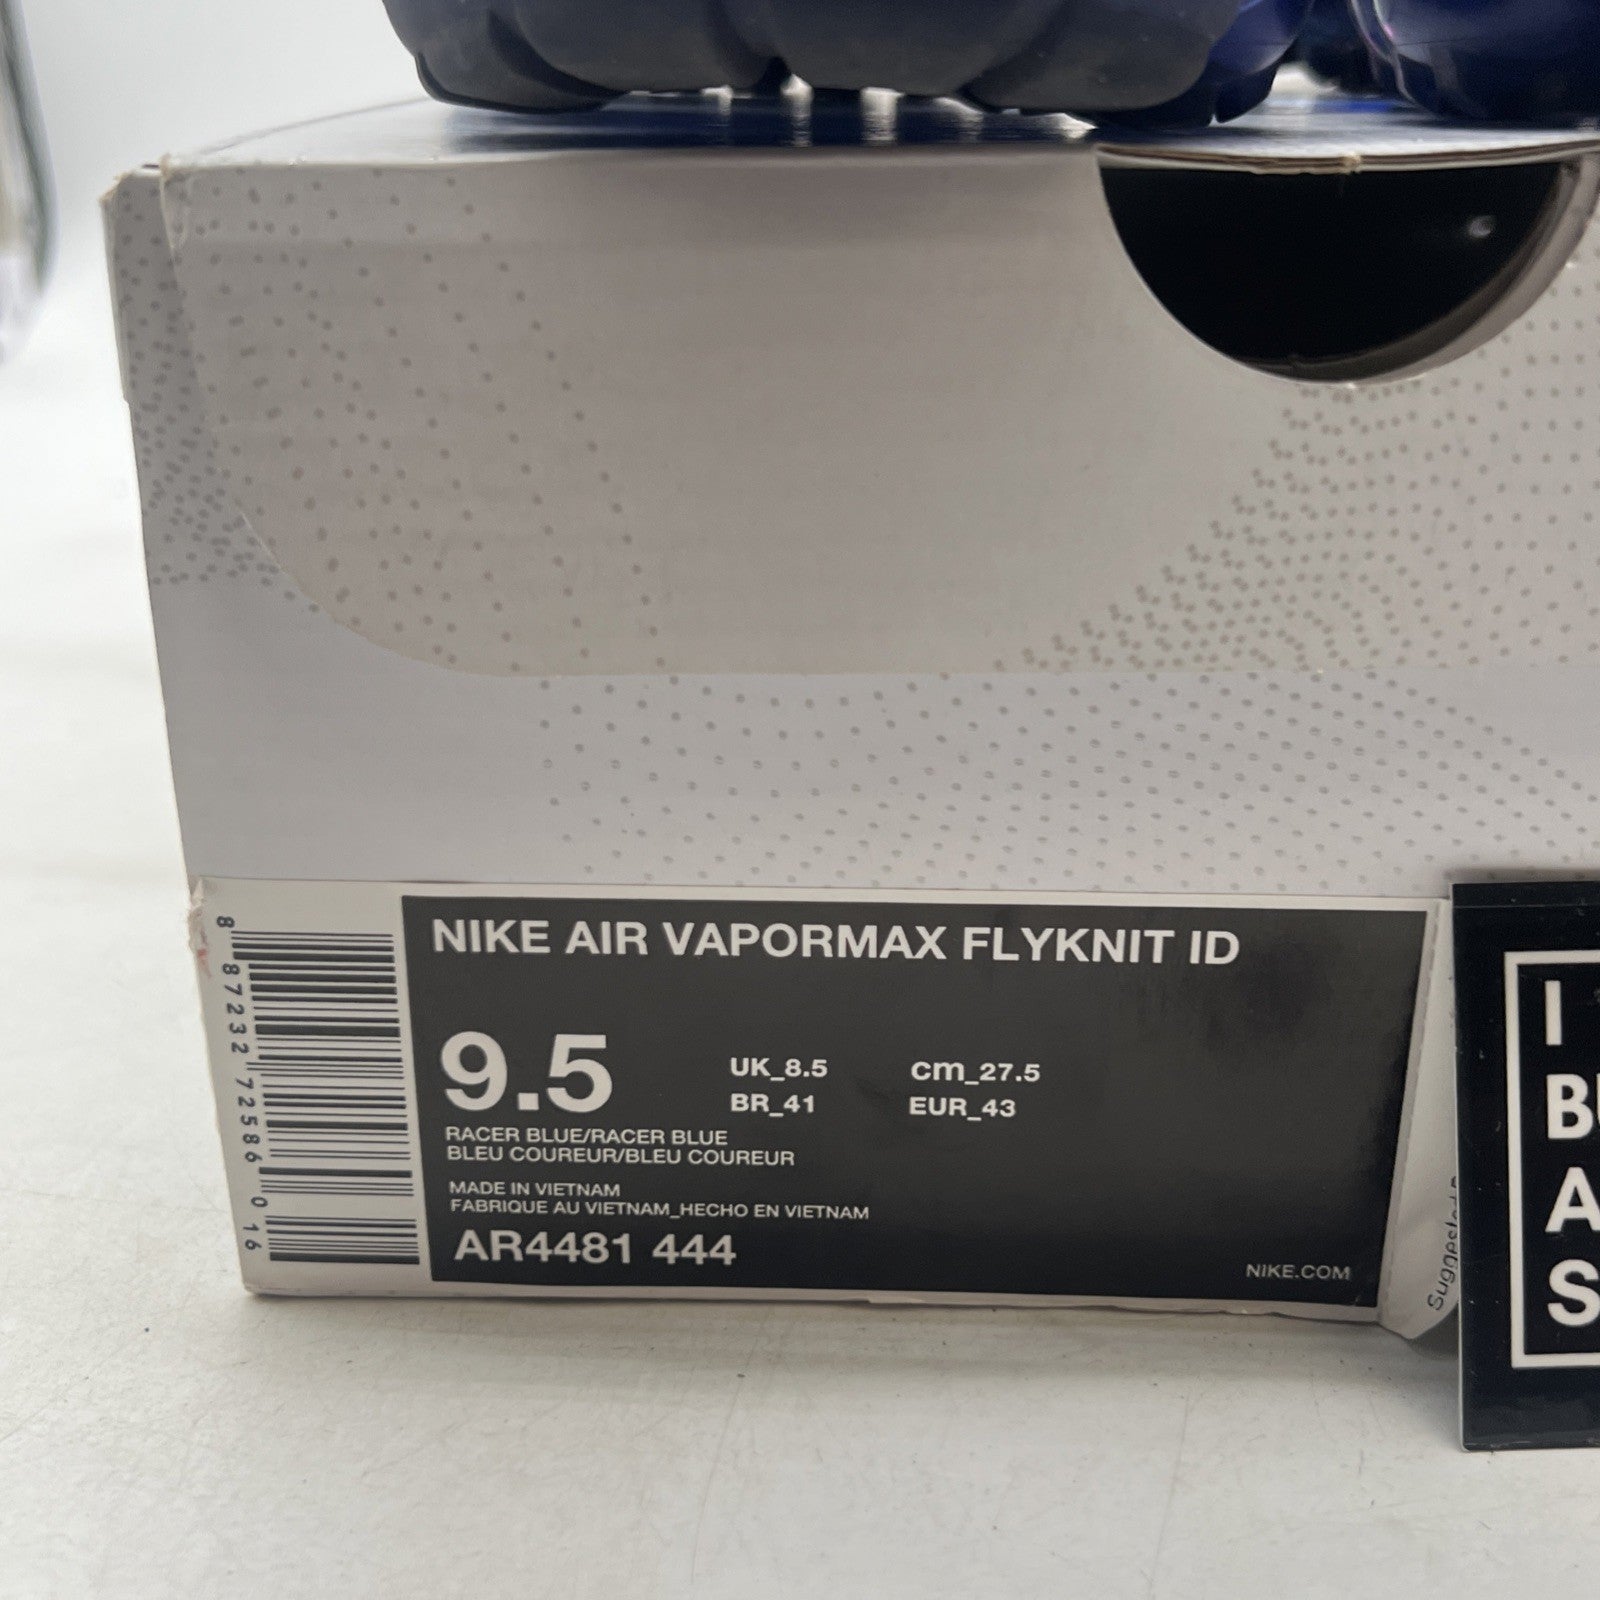 NIKE AIR VAPORMAX FLYKNIT ID
9.5
UK_8.5 cm_27.5
BR_41 EUR_43
RACER BLUE/RACER BLUE
BLEU COUREUR/BLEU COUREUR
MADE IN VIETNAM
FABRIQUE AU VIETNAM_HECHO EN VIETNAM
AR4481 444
NIKE.COM
8 87232 72586 0 16
I